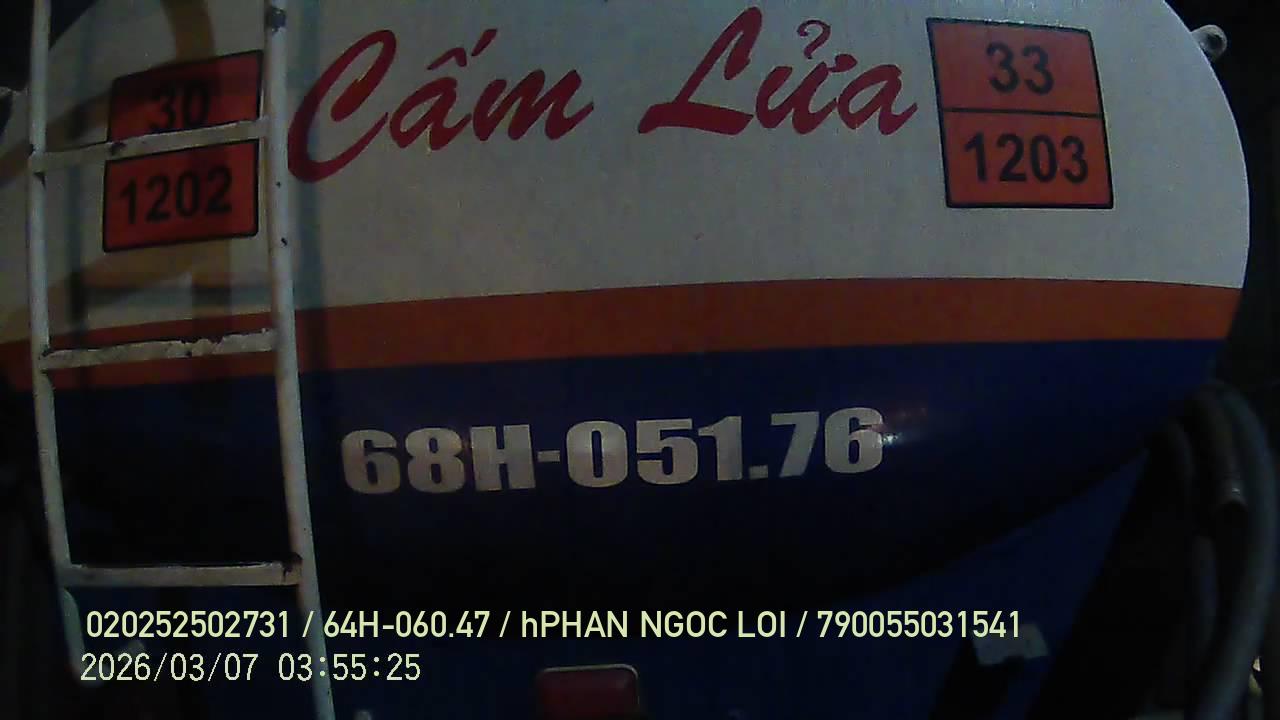 30
1202
Cấm Lửa
33
1203
68H-051.76
020252502731 / 64H-060.47 / hPHAN NGOC LOI / 790055031541
2026/03/07 03:55:25